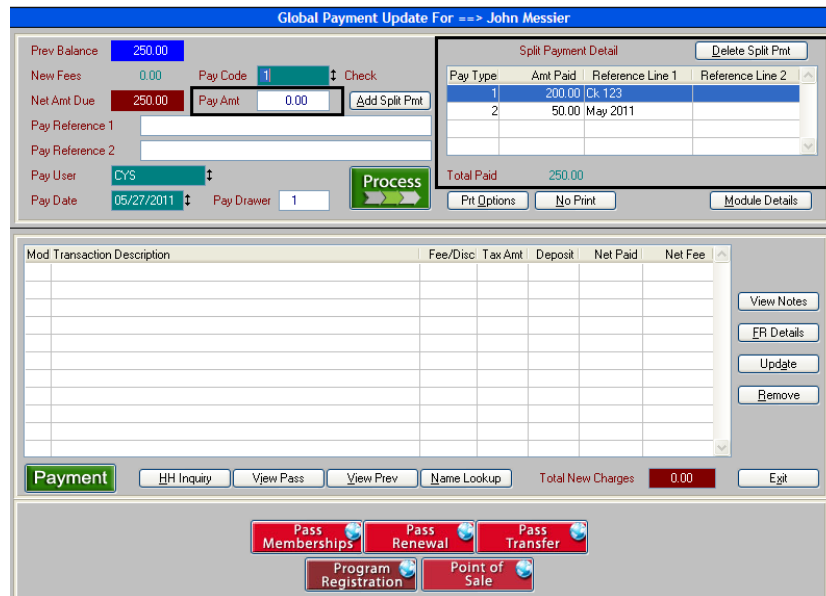 Global Payment Update For ==> John Messier
Prev Balance 250.00
New Fees 0.00 Pay Code 1 Check
Net Amt Due 250.00 Pay Amt 0.00 Add Split Pmt
Pay Reference 1
Pay Reference 2
Pay User CYS
Pay Date 05/27/2011 Pay Drawer 1
Process
Split Payment Detail Delete Split Pmt
Pay Type Amt Paid Reference Line 1 Reference Line 2
1 200.00 Ck 123
2 50.00 May 2011
Total Paid 250.00
Prt Options No Print Module Details
Mod Transaction Description Fee/Disc Tax Amt Deposit Net Paid Net Fee
View Notes
FR Details
Update
Remove
Payment HH Inquiry View Pass View Prev Name Lookup Total New Charges 0.00 Exit
Pass Memberships
Pass Renewal
Pass Transfer
Program Registration
Point of Sale